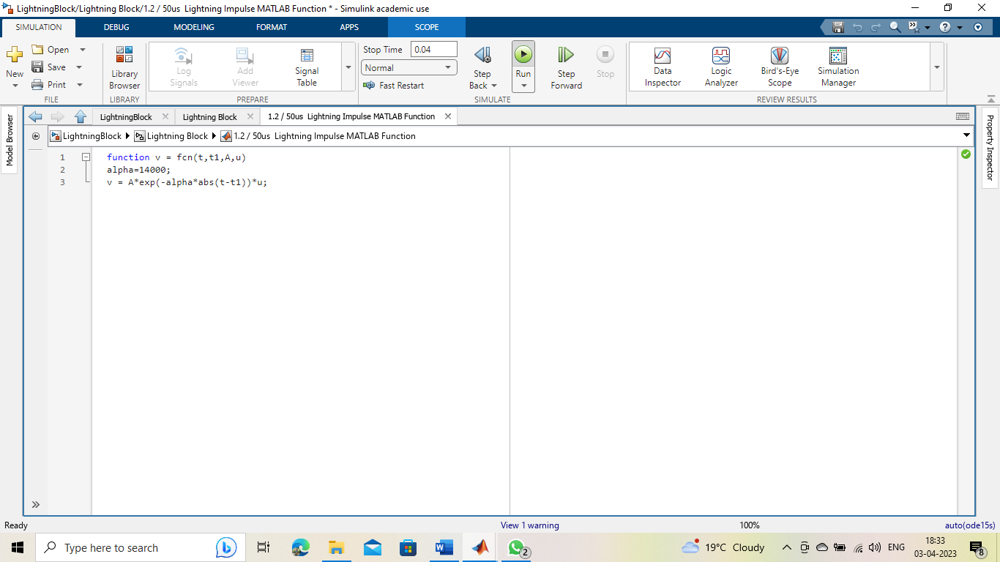 LightningBlock/Lightning Block/1.2 / 50us  Lightning Impulse MATLAB Function * - Simulink academic use
SIMULATION DEBUG MODELING FORMAT APPS SCOPE
New
Open
Save
Print
FILE
Library
Browser
LIBRARY
Log
Signals
Add
Viewer
Signal
Table
PREPARE
Stop Time 0.04
Normal
Fast Restart
Step
Back
Run
Step
Forward
Stop
SIMULATE
Data
Inspector
Logic
Analyzer
Bird's-Eye
Scope
Simulation
Manager
REVIEW RESULTS
Model Browser
LightningBlock Lightning Block 1.2 / 50us  Lightning Impulse MATLAB Function
LightningBlock Lightning Block 1.2 / 50us  Lightning Impulse MATLAB Function
Property Inspector
1 function v = fcn(t,t1,A,u)
2 alpha=14000;
3 v = A*exp(-alpha*abs(t-t1))*u;
Ready View 1 warning 100% auto(ode15s)
Type here to search
2
19°C Cloudy
ENG
18:33
03-04-2023
8